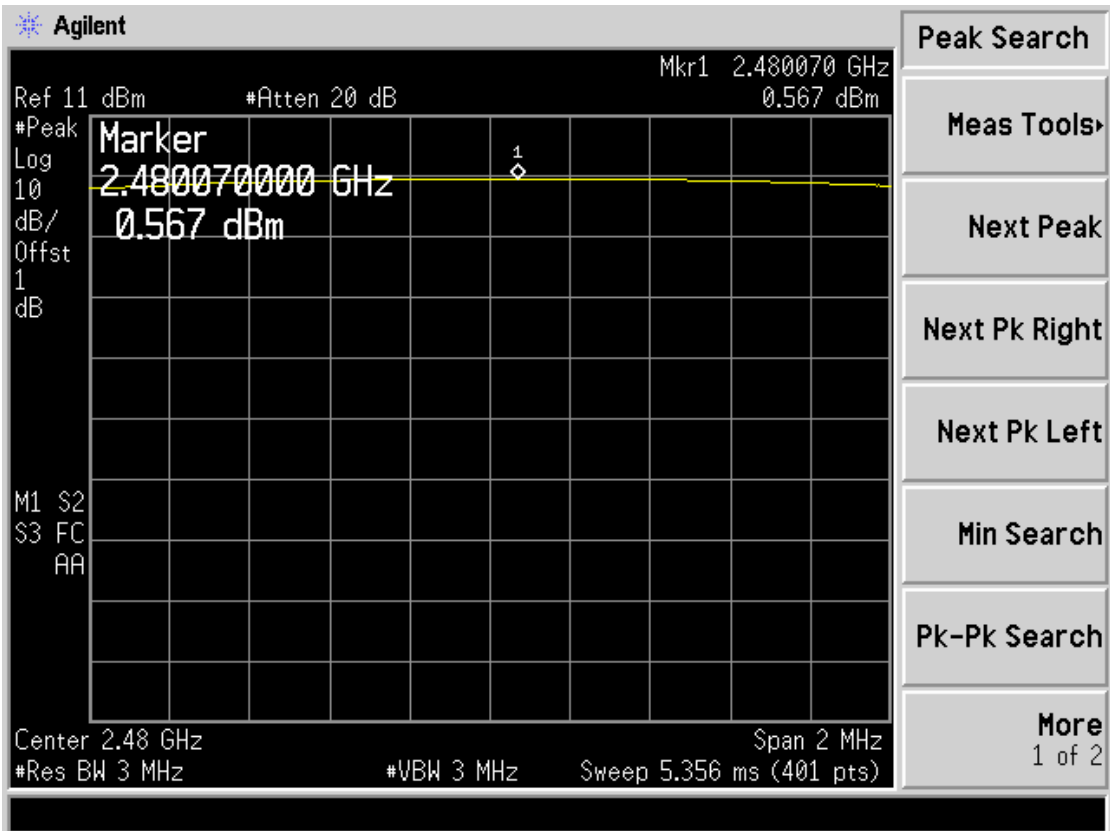 Agilent
Peak Search
Mkr1 2.480070 GHz
Ref 11 dBm #Atten 20 dB 0.567 dBm
#Peak
Log
10
dB/
Offst
1
dB
Marker
2.480070000 GHz
0.567 dBm
1
M1 S2
S3 FC
AA
Center 2.48 GHz Span 2 MHz
#Res BW 3 MHz #VBW 3 MHz Sweep 5.356 ms (401 pts)
Meas Tools
Next Peak
Next Pk Right
Next Pk Left
Min Search
Pk-Pk Search
More
1 of 2